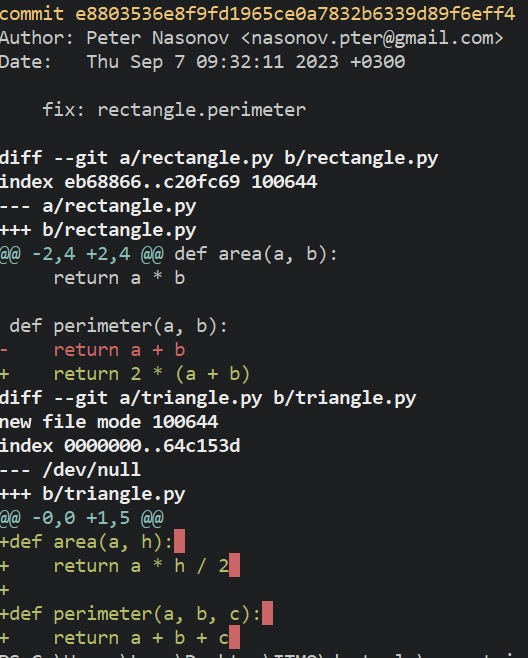 commit e8803536e8f9fd1965ce0a7832b6339d89f6eff4
Author: Peter Nasonov <nasonov.pter@gmail.com>
Date:   Thu Sep 7 09:32:11 2023 +0300
    fix: rectangle.perimeter
diff --git a/rectangle.py b/rectangle.py
index eb68866..c20fc69 100644
--- a/rectangle.py
+++ b/rectangle.py
@@ -2,4 +2,4 @@ def area(a, b):
     return a * b
 def perimeter(a, b):
-    return a + b
+    return 2 * (a + b)
diff --git a/triangle.py b/triangle.py
new file mode 100644
index 0000000..64c153d
--- /dev/null
+++ b/triangle.py
@@ -0,0 +1,5 @@
+def area(a, h):
+    return a * h / 2
+
+def perimeter(a, b, c):
+    return a + b + c